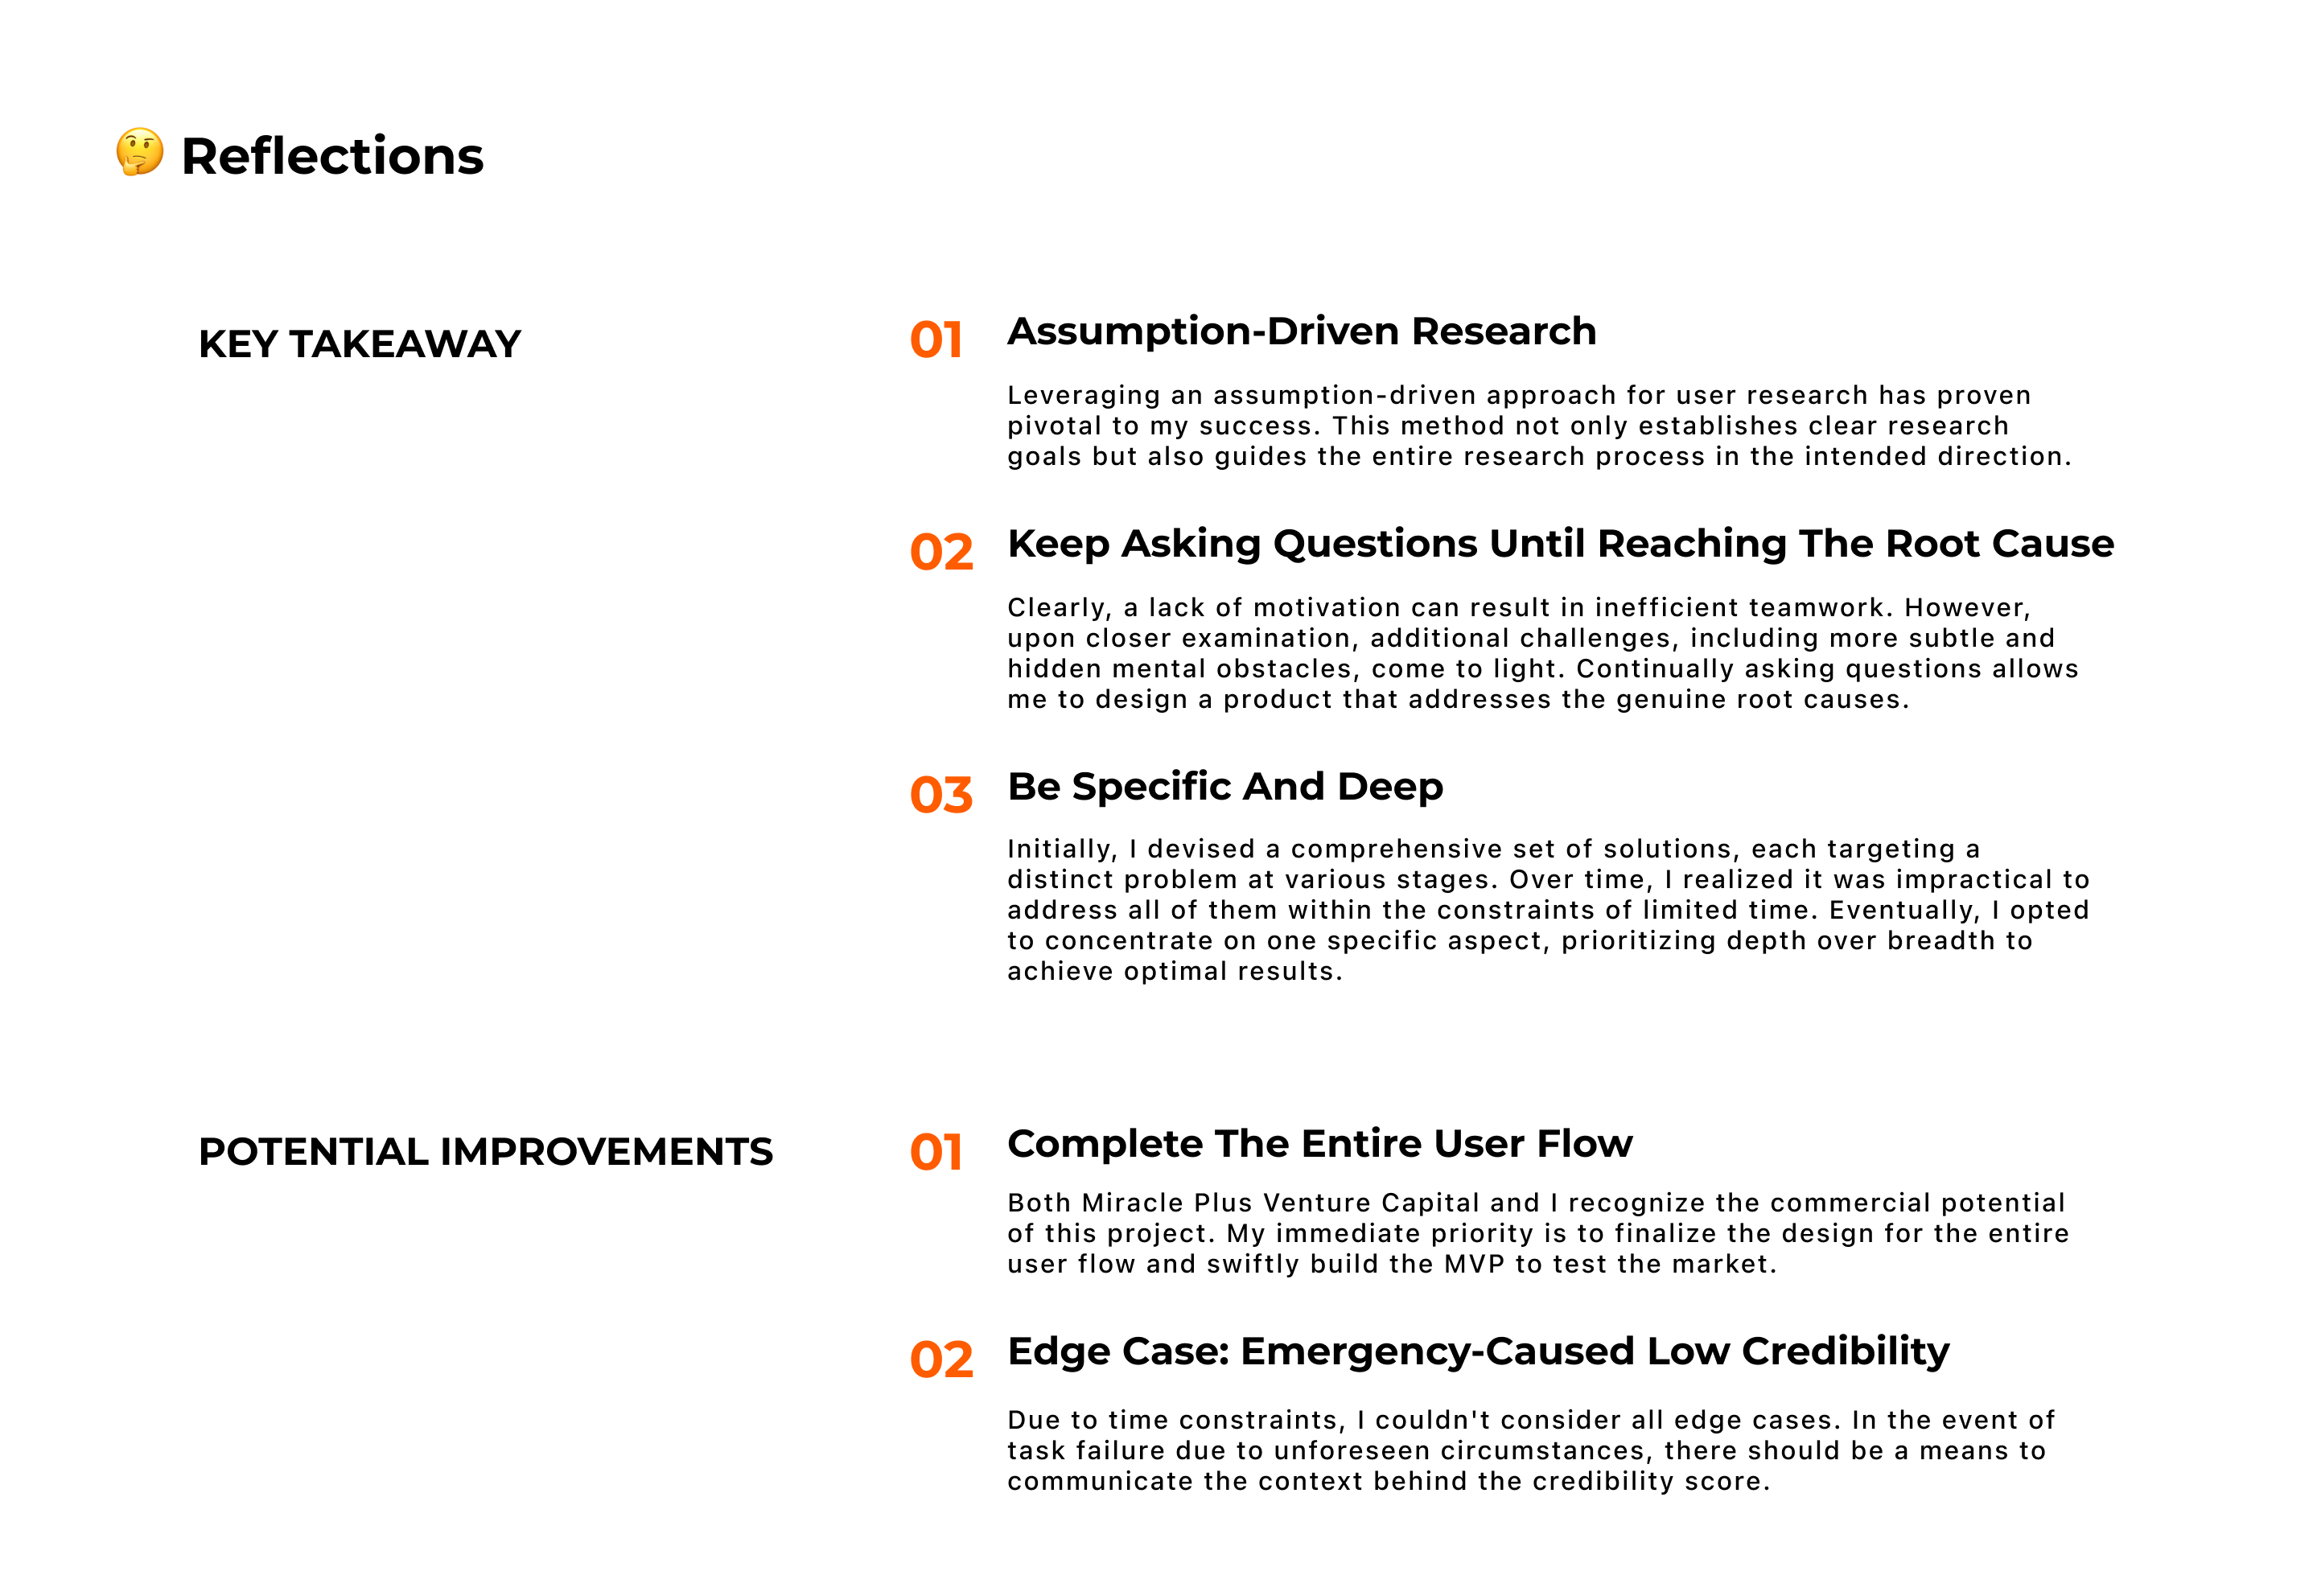 🤔 Reflections
KEY TAKEAWAY
01 Assumption-Driven Research
Leveraging an assumption-driven approach for user research has proven
pivotal to my success. This method not only establishes clear research
goals but also guides the entire research process in the intended direction.
02 Keep Asking Questions Until Reaching The Root Cause
Clearly, a lack of motivation can result in inefficient teamwork. However,
upon closer examination, additional challenges, including more subtle and
hidden mental obstacles, come to light. Continually asking questions allows
me to design a product that addresses the genuine root causes.
03 Be Specific And Deep
Initially, I devised a comprehensive set of solutions, each targeting a
distinct problem at various stages. Over time, I realized it was impractical to
address all of them within the constraints of limited time. Eventually, I opted
to concentrate on one specific aspect, prioritizing depth over breadth to
achieve optimal results.
POTENTIAL IMPROVEMENTS
01 Complete The Entire User Flow
Both Miracle Plus Venture Capital and I recognize the commercial potential
of this project. My immediate priority is to finalize the design for the entire
user flow and swiftly build the MVP to test the market.
02 Edge Case: Emergency-Caused Low Credibility
Due to time constraints, I couldn't consider all edge cases. In the event of
task failure due to unforeseen circumstances, there should be a means to
communicate the context behind the credibility score.